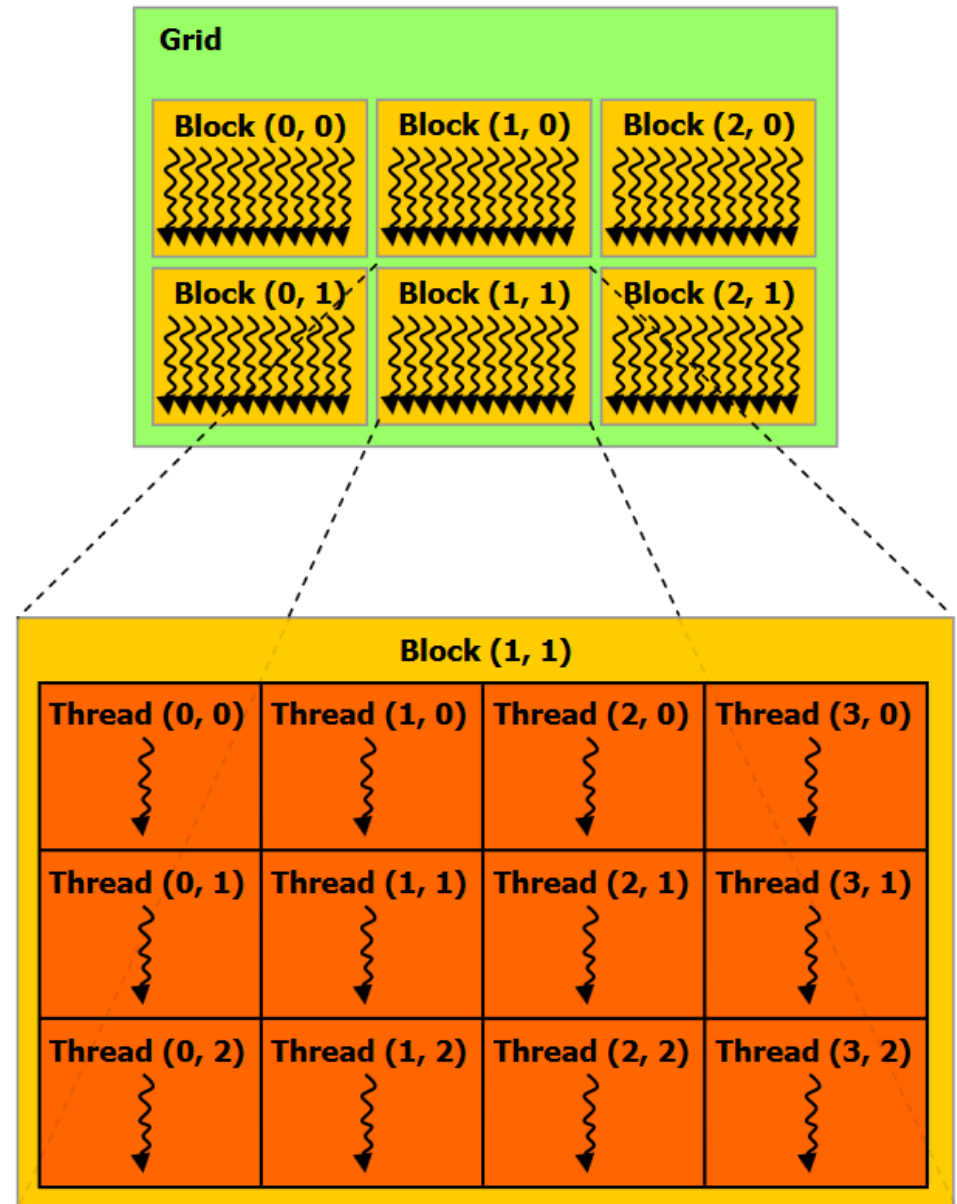 Grid
Block (0, 0) Block (1, 0) Block (2, 0)
Block (0, 1) Block (1, 1) Block (2, 1)
Block (1, 1)
Thread (0, 0) Thread (1, 0) Thread (2, 0) Thread (3, 0)
Thread (0, 1) Thread (1, 1) Thread (2, 1) Thread (3, 1)
Thread (0, 2) Thread (1, 2) Thread (2, 2) Thread (3, 2)